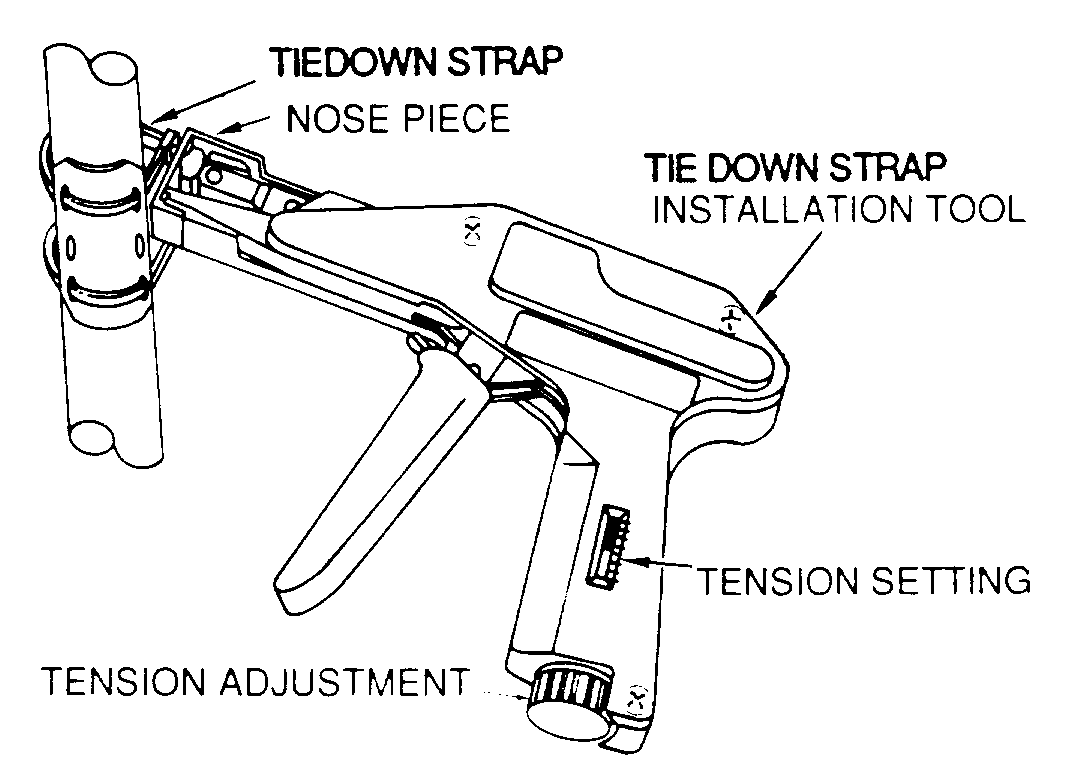 TIEDOWN STRAP
NOSE PIECE
TIE DOWN STRAP
INSTALLATION TOOL
TENSION SETTING
TENSION ADJUSTMENT